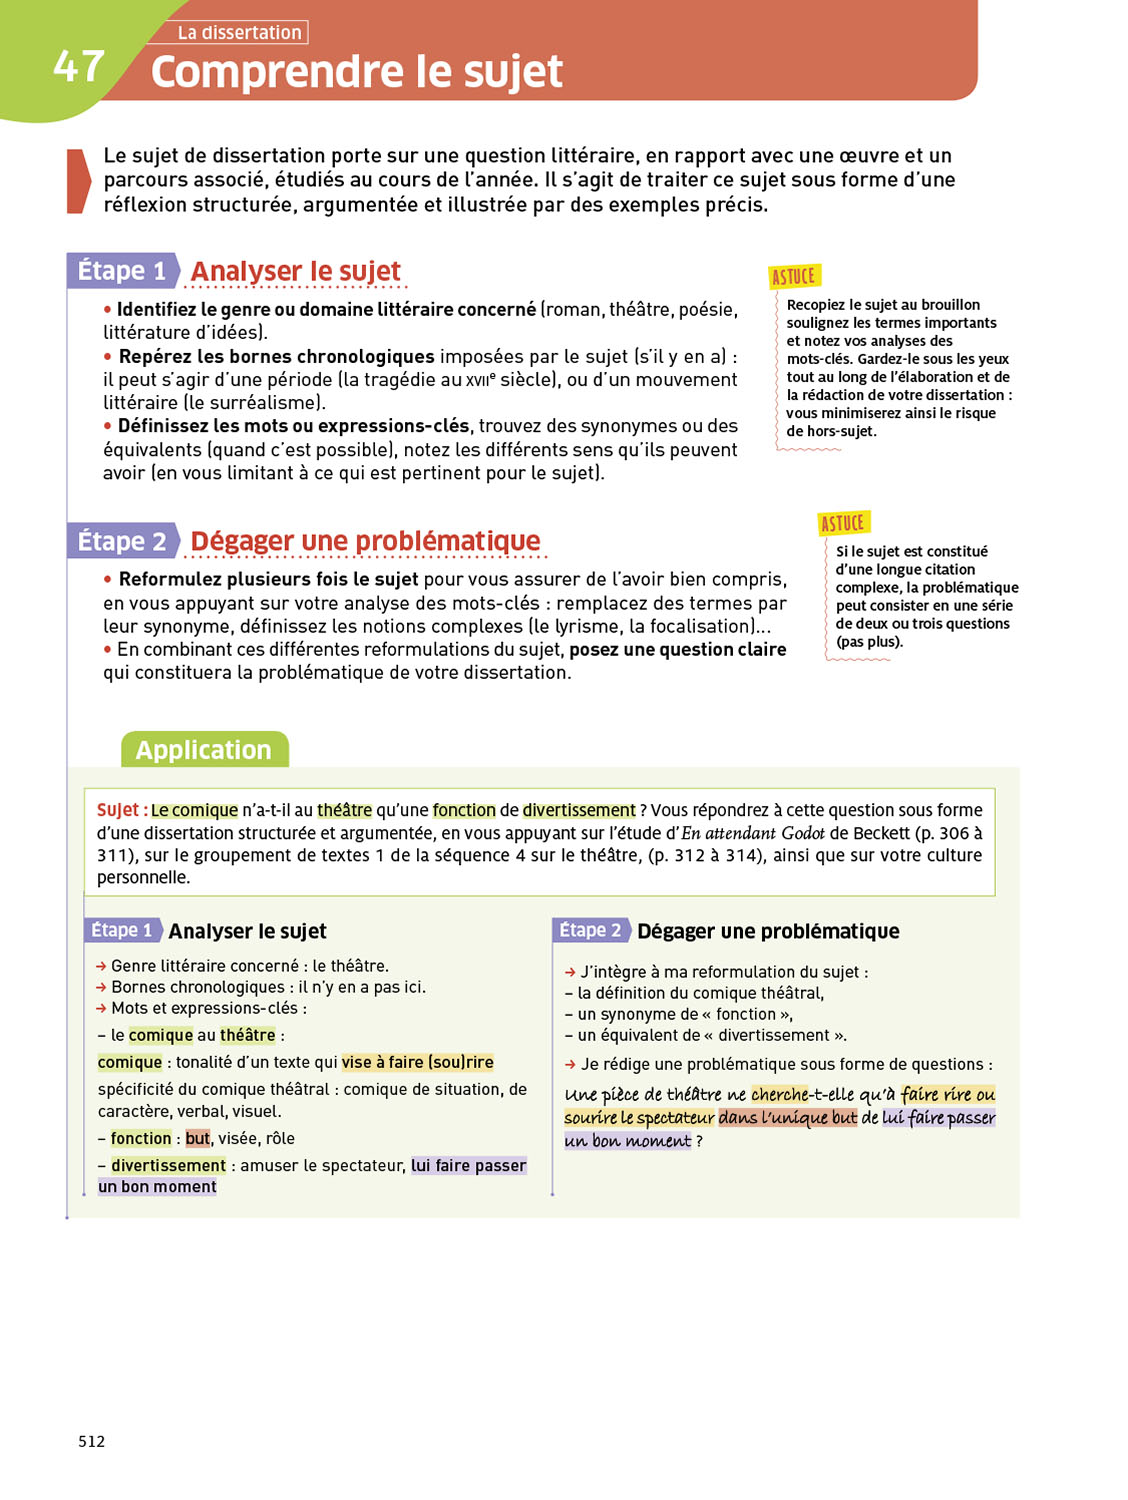 La dissertation
47
Comprendre le sujet
Le sujet de dissertation porte sur une question littéraire, en rapport avec une œuvre et un
parcours associé, étudiés au cours de l'année. Il s'agit de traiter ce sujet sous forme d'une
réflexion structurée, argumentée et illustrée par des exemples précis.
Étape 1 Analyser le sujet
• Identifiez le genre ou domaine littéraire concerné (roman, théâtre, poésie,
littérature d'idées).
• Repérez les bornes chronologiques imposées par le sujet (s'il y en a) :
il peut s'agir d'une période (la tragédie au XVIIe siècle), ou d'un mouvement
littéraire (le surréalisme).
• Définissez les mots ou expressions-clés, trouvez des synonymes ou des
équivalents (quand c'est possible), notez les différents sens qu'ils peuvent
avoir (en vous limitant à ce qui est pertinent pour le sujet).
ASTUCE
Recopiez le sujet au brouillon
soulignez les termes importants
et notez vos analyses des
mots-clés. Gardez-le sous les yeux
tout au long de l'élaboration et de
la rédaction de votre dissertation :
vous minimiserez ainsi le risque
de hors-sujet.
Étape 2 Dégager une problématique
• Reformulez plusieurs fois le sujet pour vous assurer de l'avoir bien compris,
en vous appuyant sur votre analyse des mots-clés : remplacez des termes par
leur synonyme, définissez les notions complexes (le lyrisme, la focalisation)...
• En combinant ces différentes reformulations du sujet, posez une question claire
qui constituera la problématique de votre dissertation.
ASTUCE
Si le sujet est constitué
d'une longue citation
complexe, la problématique
peut consister en une série
de deux ou trois questions
(pas plus).
Application
Sujet : Le comique n'a-t-il au théâtre qu'une fonction de divertissement ? Vous répondrez à cette question sous forme
d'une dissertation structurée et argumentée, en vous appuyant sur l'étude d'En attendant Godot de Beckett (p. 306 à
311), sur le groupement de textes 1 de la séquence 4 sur le théâtre, (p. 312 à 314), ainsi que sur votre culture
personnelle.
Étape 1 Analyser le sujet
→ Genre littéraire concerné : le théâtre.
→ Bornes chronologiques : il n'y en a pas ici.
→ Mots et expressions-clés :
– le comique au théâtre :
comique : tonalité d'un texte qui vise à faire (sou)rire
spécificité du comique théâtral : comique de situation, de
caractère, verbal, visuel.
– fonction : but, visée, rôle
– divertissement : amuser le spectateur, lui faire passer
un bon moment
Étape 2 Dégager une problématique
→ J'intègre à ma reformulation du sujet :
– la définition du comique théâtral,
– un synonyme de « fonction »,
– un équivalent de « divertissement ».
→ Je rédige une problématique sous forme de questions :
Une pièce de théâtre ne cherche-t-elle qu'à faire rire ou
sourire le spectateur dans l'unique but de lui faire passer
un bon moment ?
512